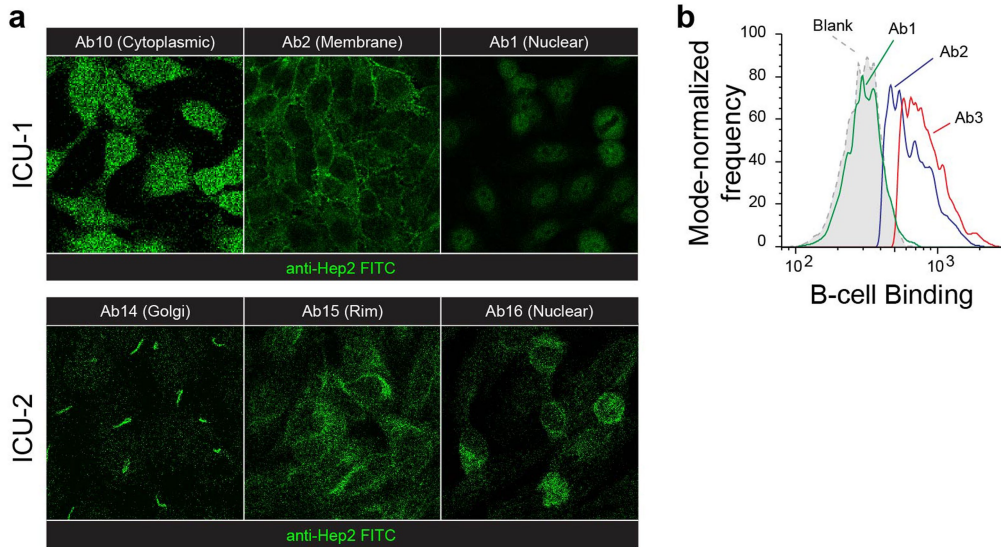 a
Ab10 (Cytoplasmic)
Ab2 (Membrane)
Ab1 (Nuclear)
ICU-1
anti-Hep2 FITC
Ab14 (Golgi)
Ab15 (Rim)
Ab16 (Nuclear)
ICU-2
anti-Hep2 FITC
b
Blank
Ab1
Ab2
Ab3
Mode-normalized
frequency
100
80
60
40
20
0
10²
10³
B-cell Binding